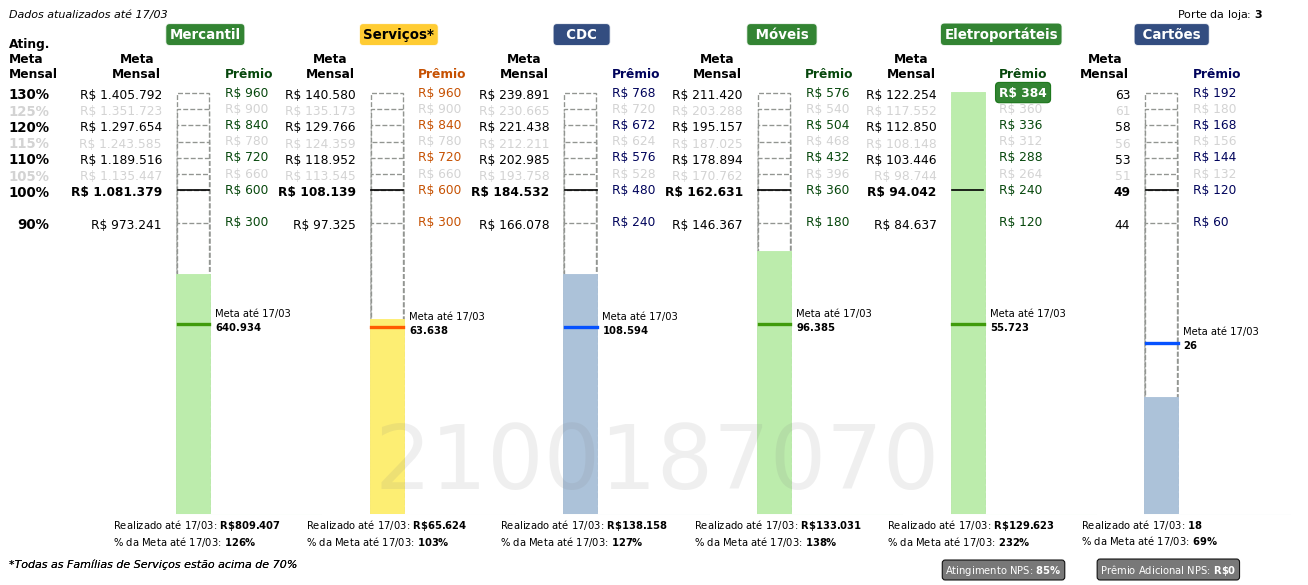 Dados atualizados até 17/03
Porte da loja: 3
Mercantil Serviços* CDC Móveis Eletroportáteis Cartões
Ating. Meta Mensal
Meta Mensal Prêmio Meta Mensal Prêmio Meta Mensal Prêmio Meta Mensal Prêmio Meta Mensal Prêmio Meta Mensal Prêmio
130% R$ 1.405.792 R$ 960 R$ 140.580 R$ 960 R$ 239.891 R$ 768 R$ 211.420 R$ 576 R$ 122.254 R$ 384 63 R$ 192
125% R$ 1.351.723 R$ 900 R$ 135.173 R$ 900 R$ 230.665 R$ 720 R$ 203.288 R$ 540 R$ 117.552 R$ 360 61 R$ 180
120% R$ 1.297.654 R$ 840 R$ 129.766 R$ 840 R$ 221.438 R$ 672 R$ 195.157 R$ 504 R$ 112.850 R$ 336 58 R$ 168
115% R$ 1.243.585 R$ 780 R$ 124.359 R$ 780 R$ 212.211 R$ 624 R$ 187.025 R$ 468 R$ 108.148 R$ 312 56 R$ 156
110% R$ 1.189.516 R$ 720 R$ 118.952 R$ 720 R$ 202.985 R$ 576 R$ 178.894 R$ 432 R$ 103.446 R$ 288 53 R$ 144
105% R$ 1.135.447 R$ 660 R$ 113.545 R$ 660 R$ 193.758 R$ 528 R$ 170.762 R$ 396 R$ 98.744 R$ 264 51 R$ 132
100% R$ 1.081.379 R$ 600 R$ 108.139 R$ 600 R$ 184.532 R$ 480 R$ 162.631 R$ 360 R$ 94.042 R$ 240 49 R$ 120
90% R$ 973.241 R$ 300 R$ 97.325 R$ 300 R$ 166.078 R$ 240 R$ 146.367 R$ 180 R$ 84.637 R$ 120 44 R$ 60
Meta até 17/03 Meta até 17/03 Meta até 17/03 Meta até 17/03 Meta até 17/03 Meta até 17/03
640.934 63.638 108.594 96.385 55.723 26
2100187070
Realizado até 17/03: R$809.407 Realizado até 17/03: R$65.624 Realizado até 17/03: R$138.158 Realizado até 17/03: R$133.031 Realizado até 17/03: R$129.623 Realizado até 17/03: 18
% da Meta até 17/03: 126% % da Meta até 17/03: 103% % da Meta até 17/03: 127% % da Meta até 17/03: 138% % da Meta até 17/03: 232% % da Meta até 17/03: 69%
*Todas as Famílias de Serviços estão acima de 70%
Atingimento NPS: 85% Prêmio Adicional NPS: R$0